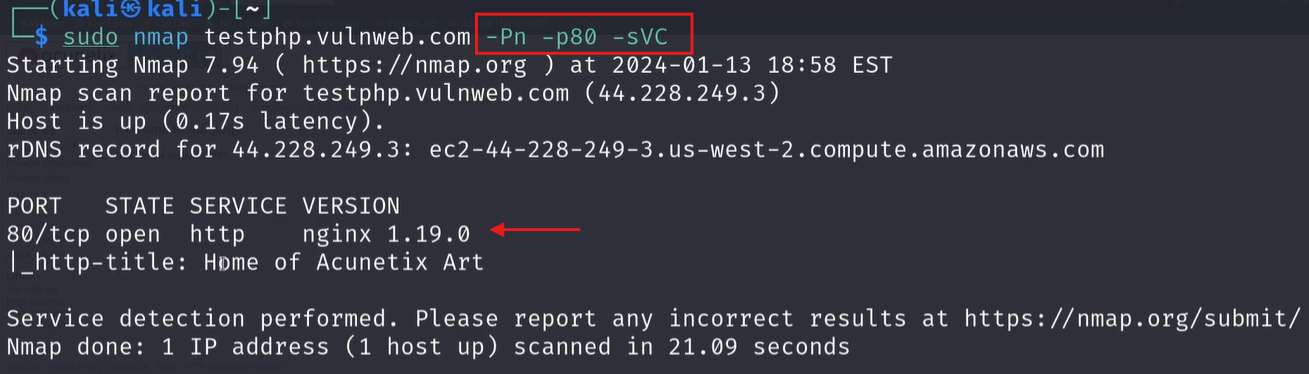 (kali㉿kali)-[~]
$ sudo nmap testphp.vulnweb.com -Pn -p80 -sVC
Starting Nmap 7.94 ( https://nmap.org ) at 2024-01-13 18:58 EST
Nmap scan report for testphp.vulnweb.com (44.228.249.3)
Host is up (0.17s latency).
rDNS record for 44.228.249.3: ec2-44-228-249-3.us-west-2.compute.amazonaws.com
PORT   STATE SERVICE VERSION
80/tcp open  http    nginx 1.19.0
|_http-title: Home of Acunetix Art
Service detection performed. Please report any incorrect results at https://nmap.org/submit/
Nmap done: 1 IP address (1 host up) scanned in 21.09 seconds